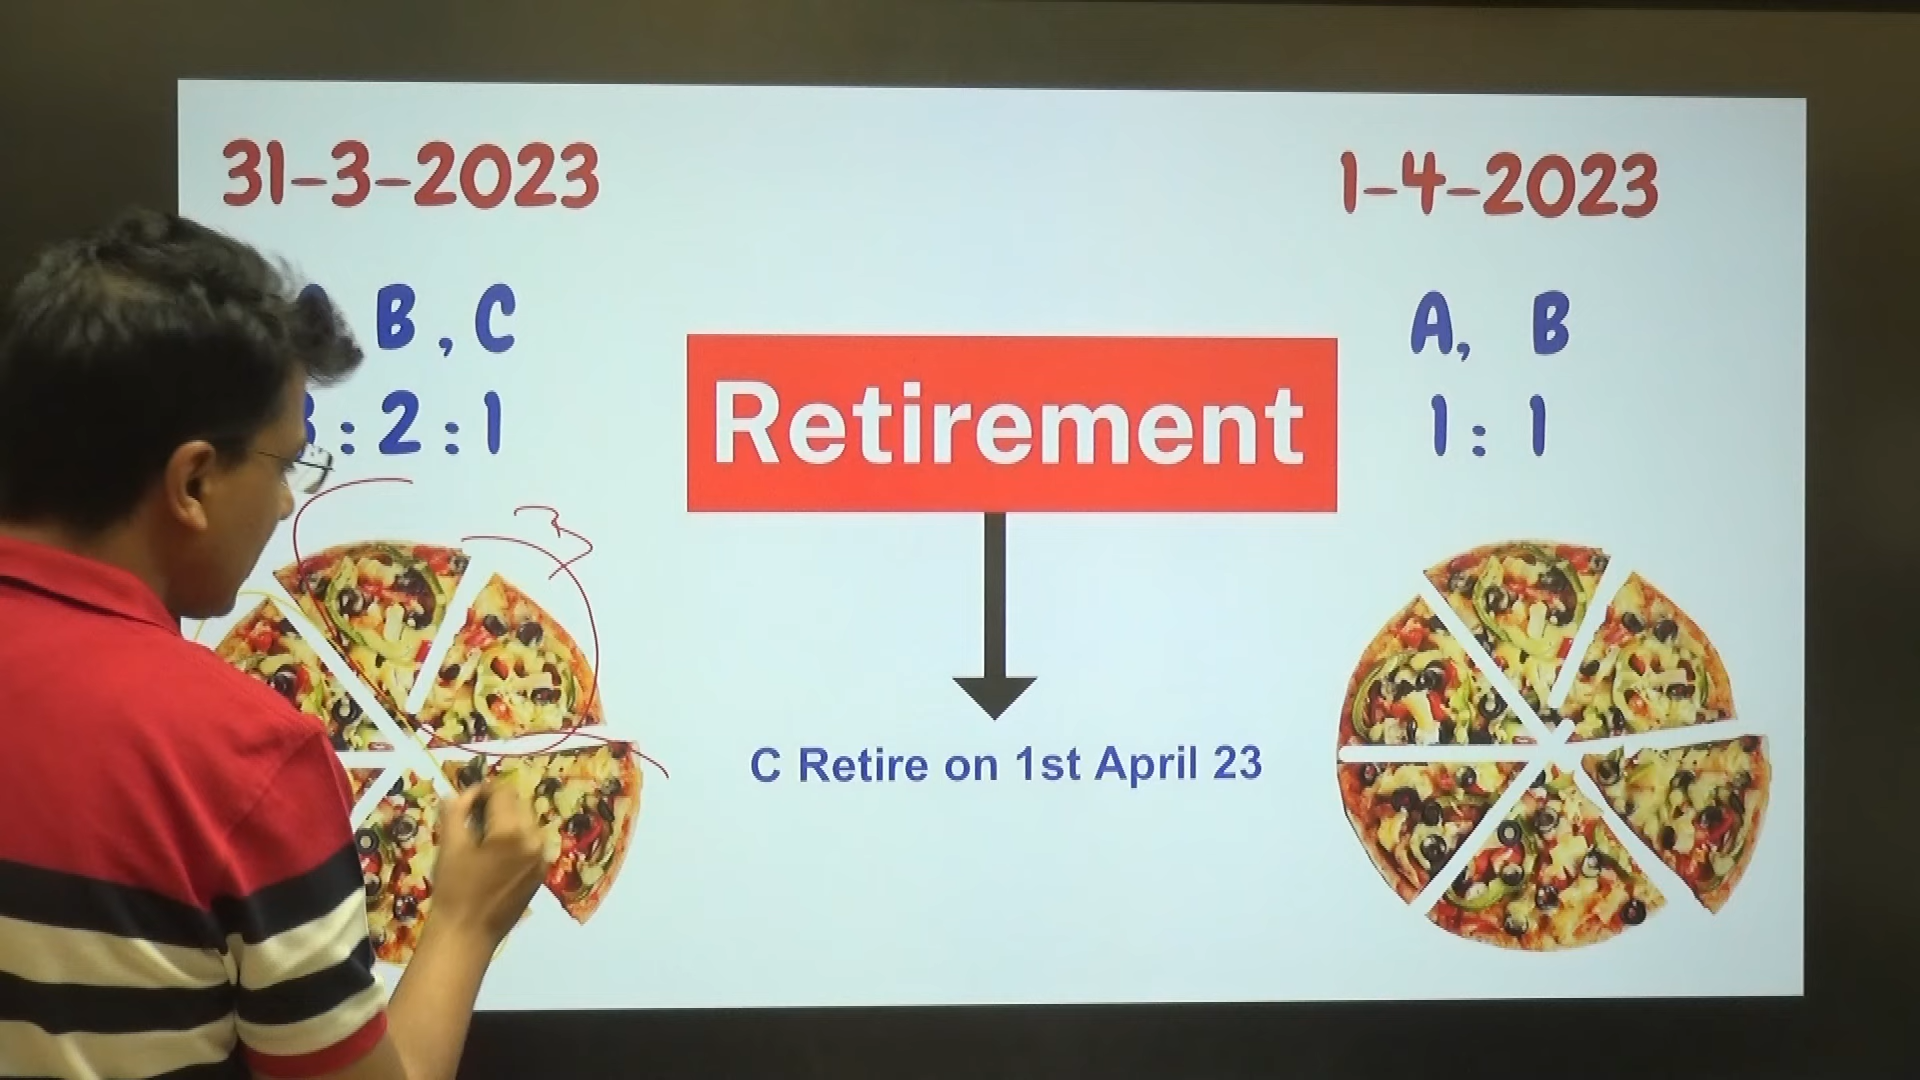 31-3-2023
1-4-2023
B , C
: 2 : 1
Retirement
A, B
1 : 1
C Retire on 1st April 23